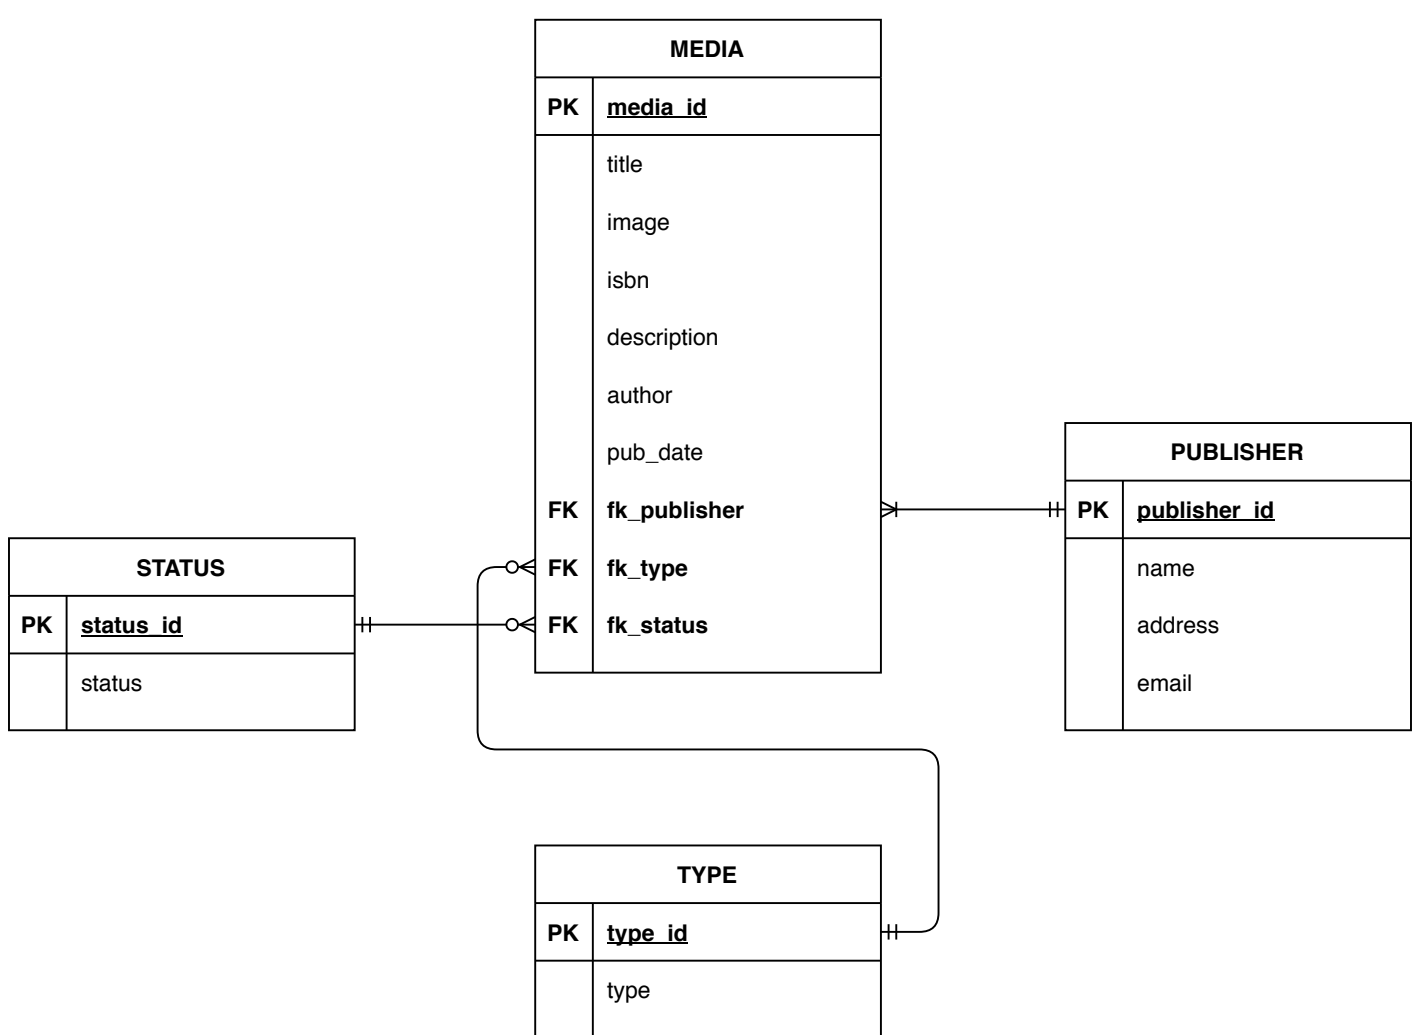 MEDIA
PK media_id
title
image
isbn
description
author
pub_date
FK fk_publisher
FK fk_type
FK fk_status
PUBLISHER
PK publisher_id
name
address
email
STATUS
PK status_id
status
TYPE
PK type_id
type